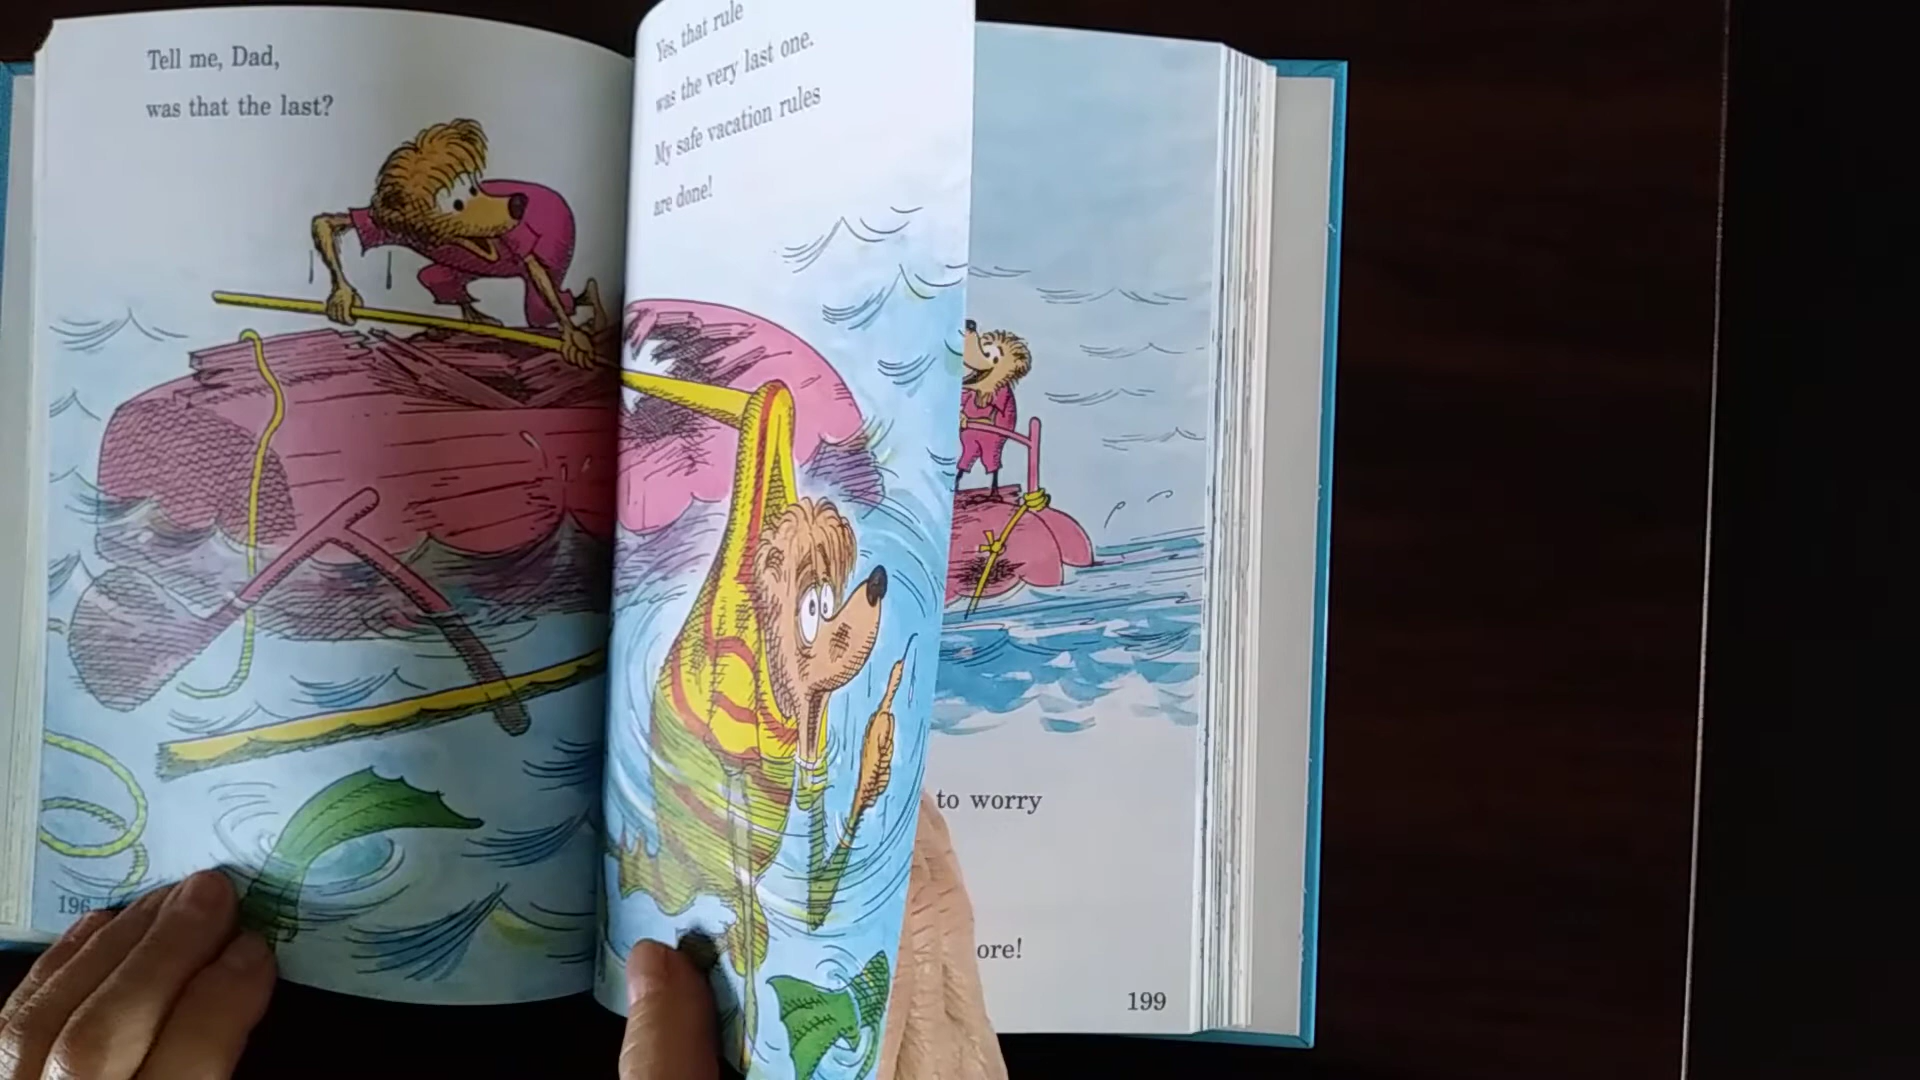 Tell me, Dad,
was that the last?
196
Yes, that rule
was the very last one.
My safe vacation rules
are done!
to worry
ore!
199